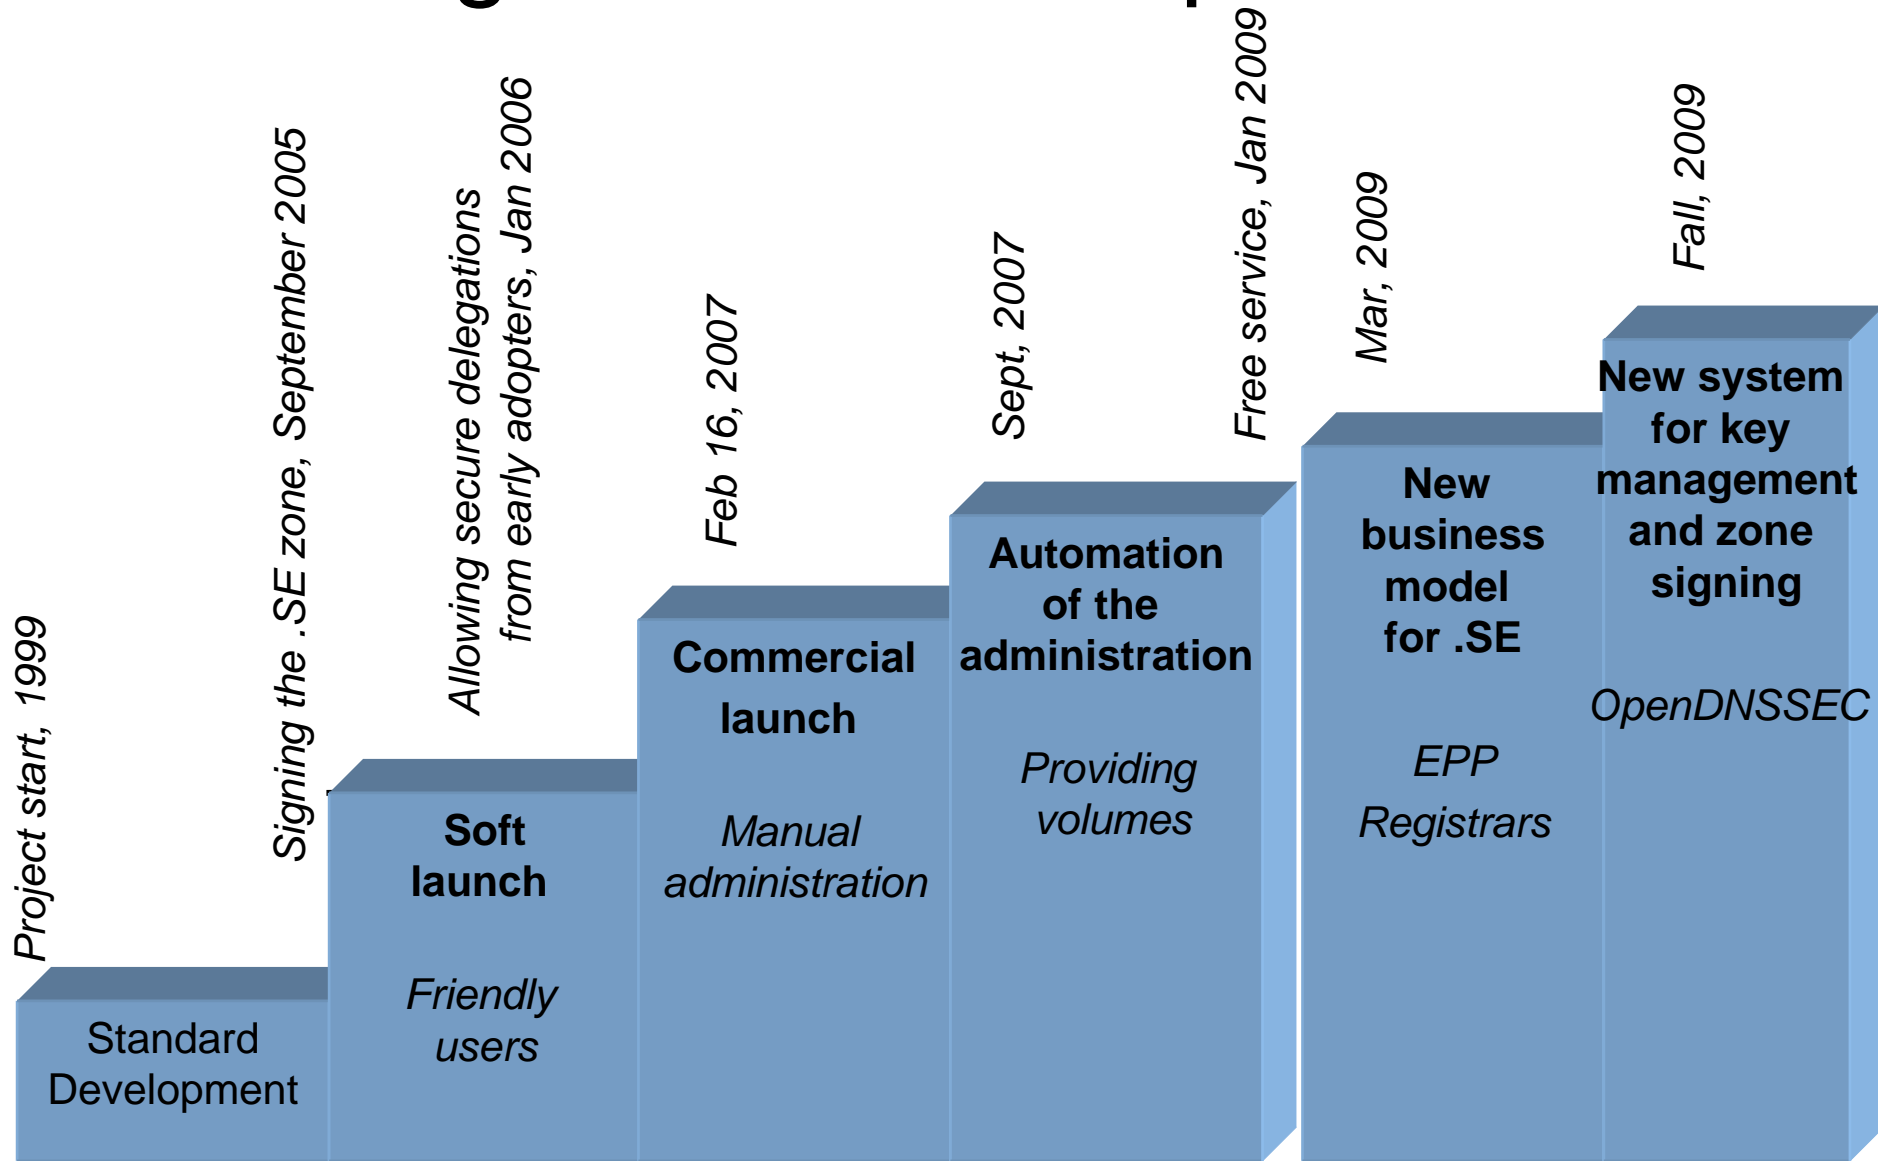 Project start, 1999
Signing the .SE zone, September 2005
Allowing secure delegations
from early adopters, Jan 2006
Feb 16, 2007
Sept, 2007
Free service, Jan 2009
Mar, 2009
Fall, 2009
Standard
Development
Soft
launch
Friendly
users
Commercial
launch
Manual
administration
Automation
of the
administration
Providing
volumes
New
business
model
for .SE
EPP
Registrars
New system
for key
management
and zone
signing
OpenDNSSEC